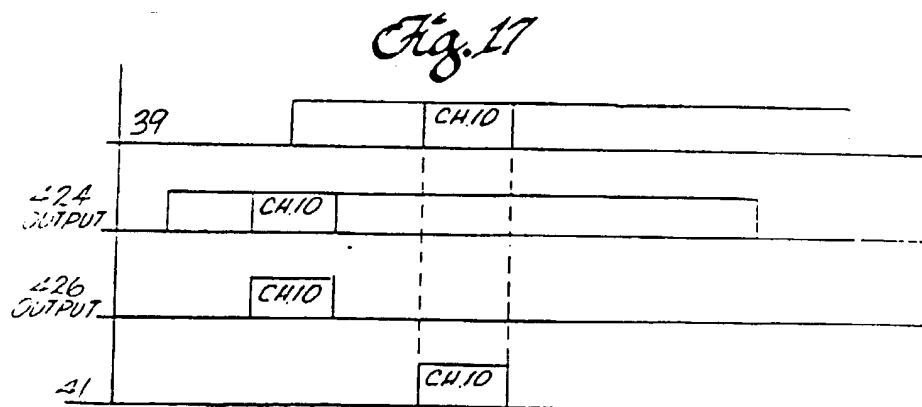 Fig. 17
39
CH.10
424
OUTPUT
CH.10
426
OUTPUT
CH.10
41
CH.10